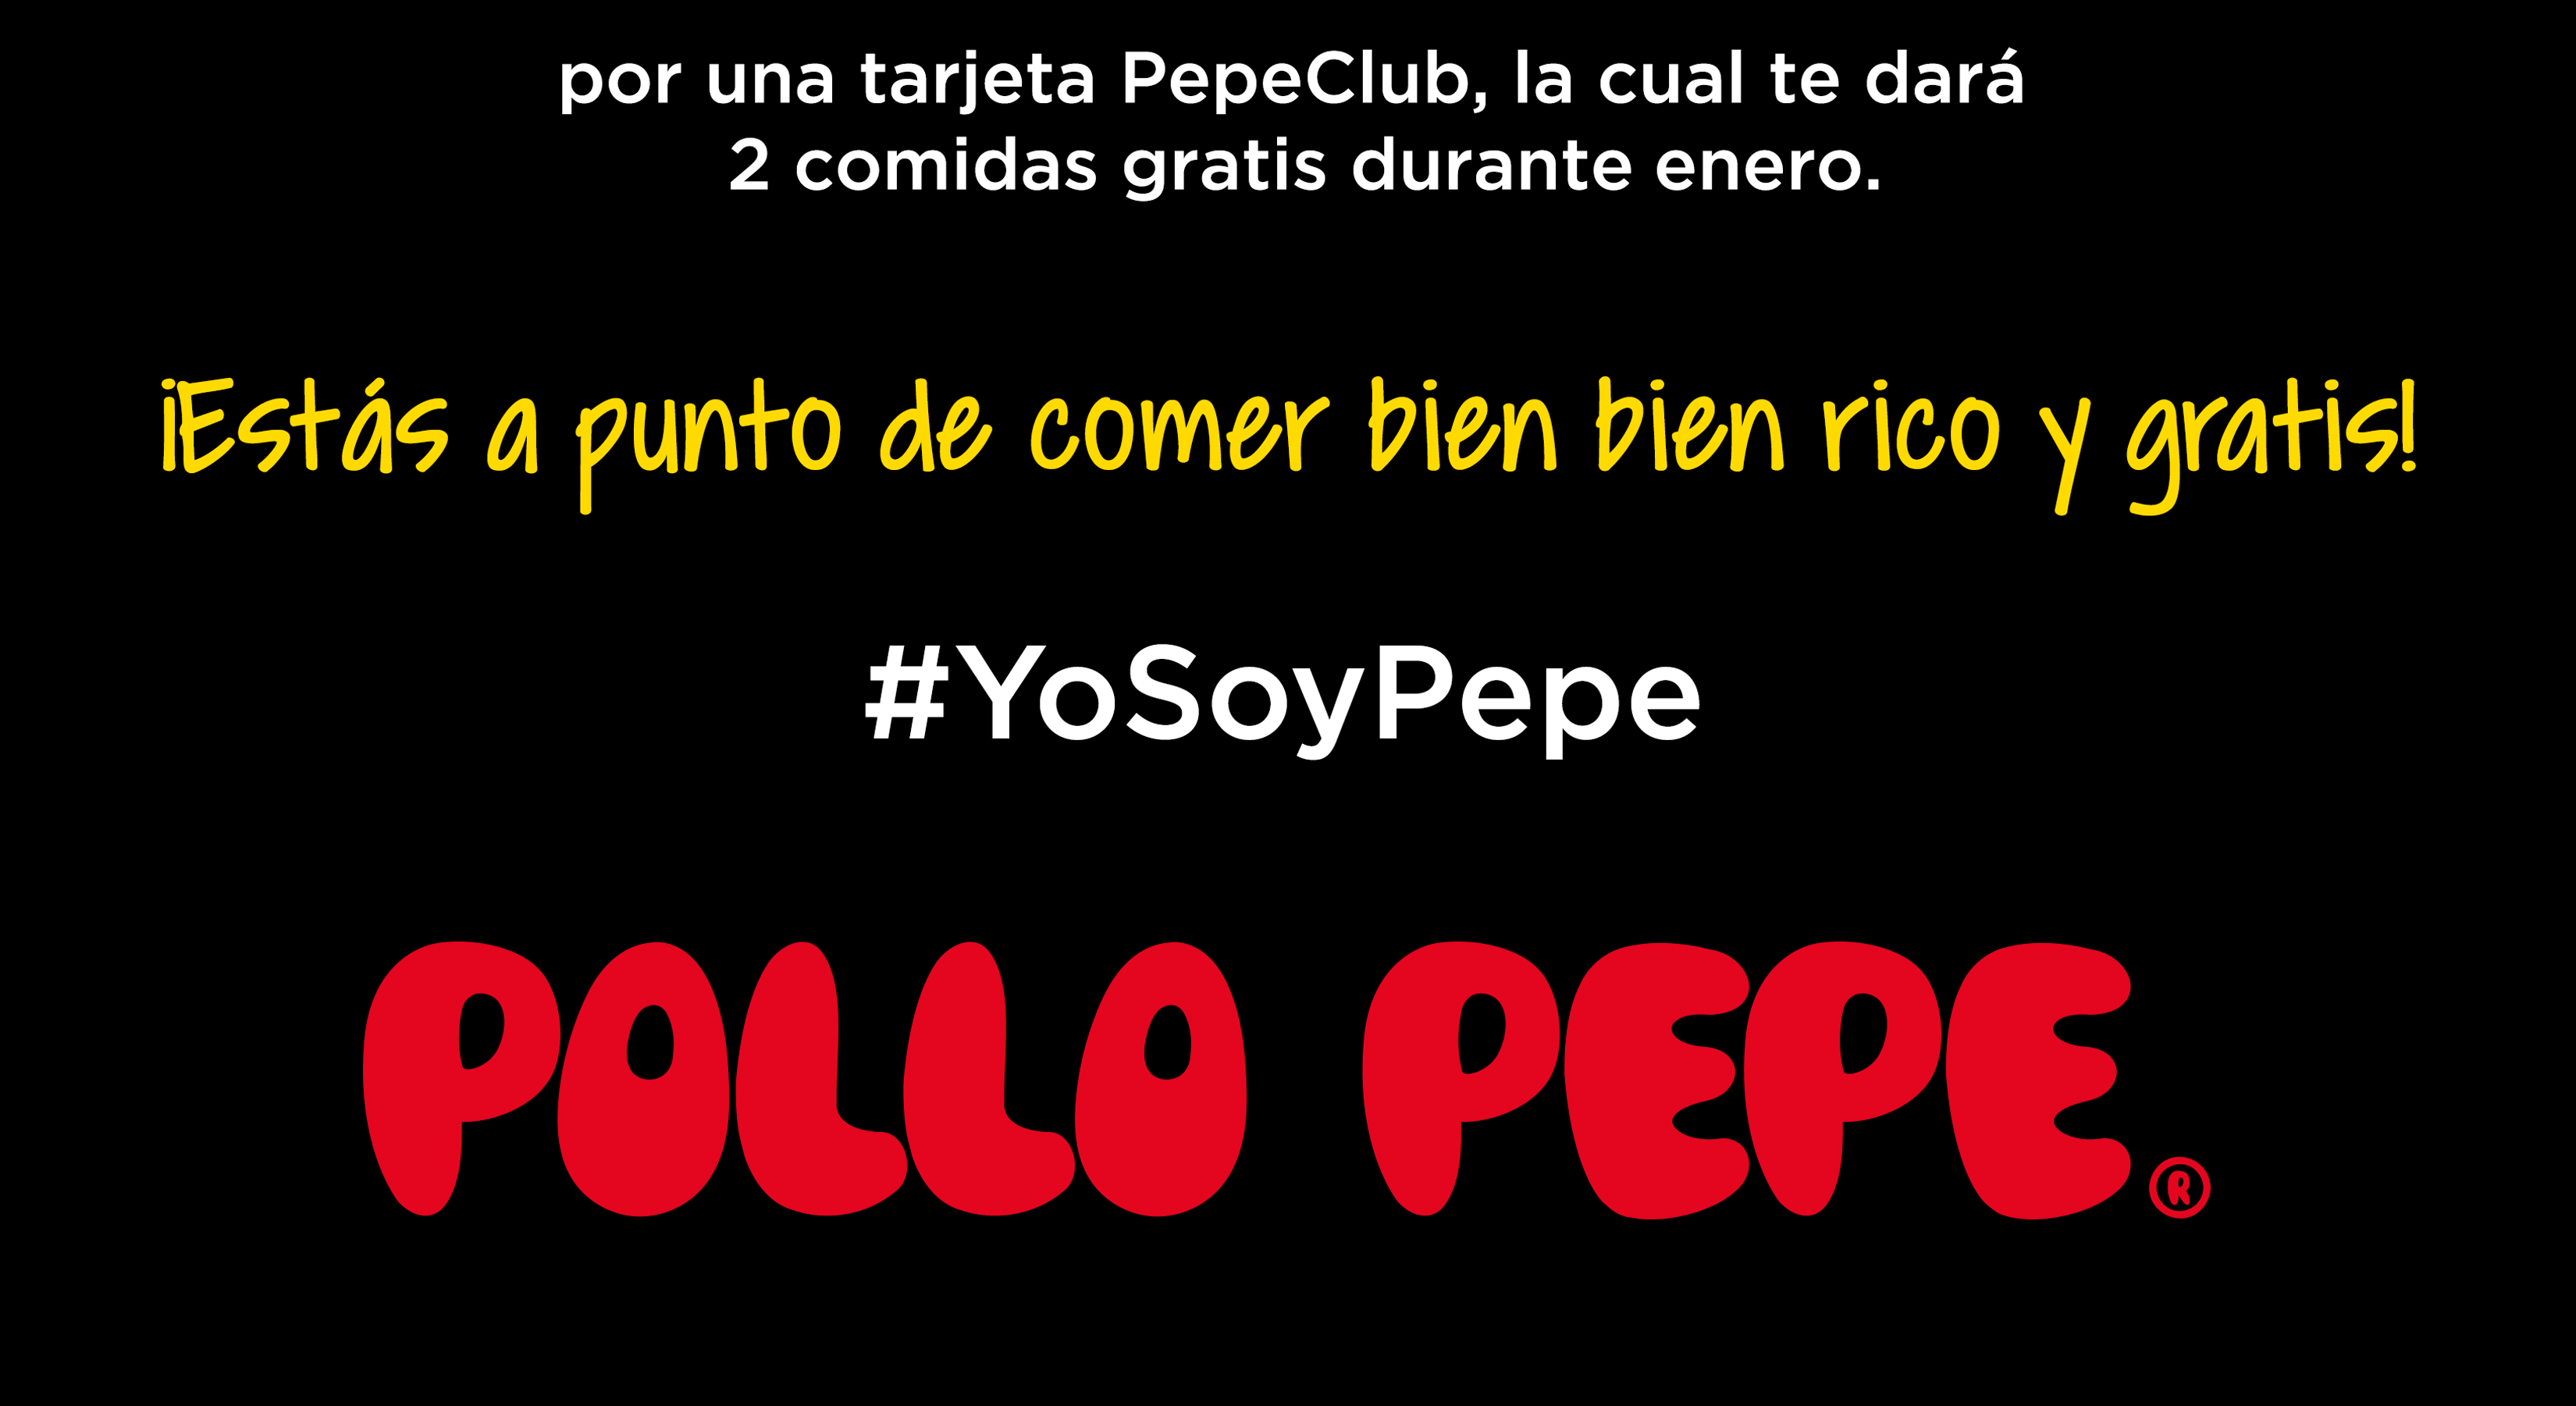 por una tarjeta PepeClub, la cual te dará
2 comidas gratis durante enero.
¡Estás a punto de comer bien bien rico y gratis!
#YoSoyPepe
POLLO PEPE®